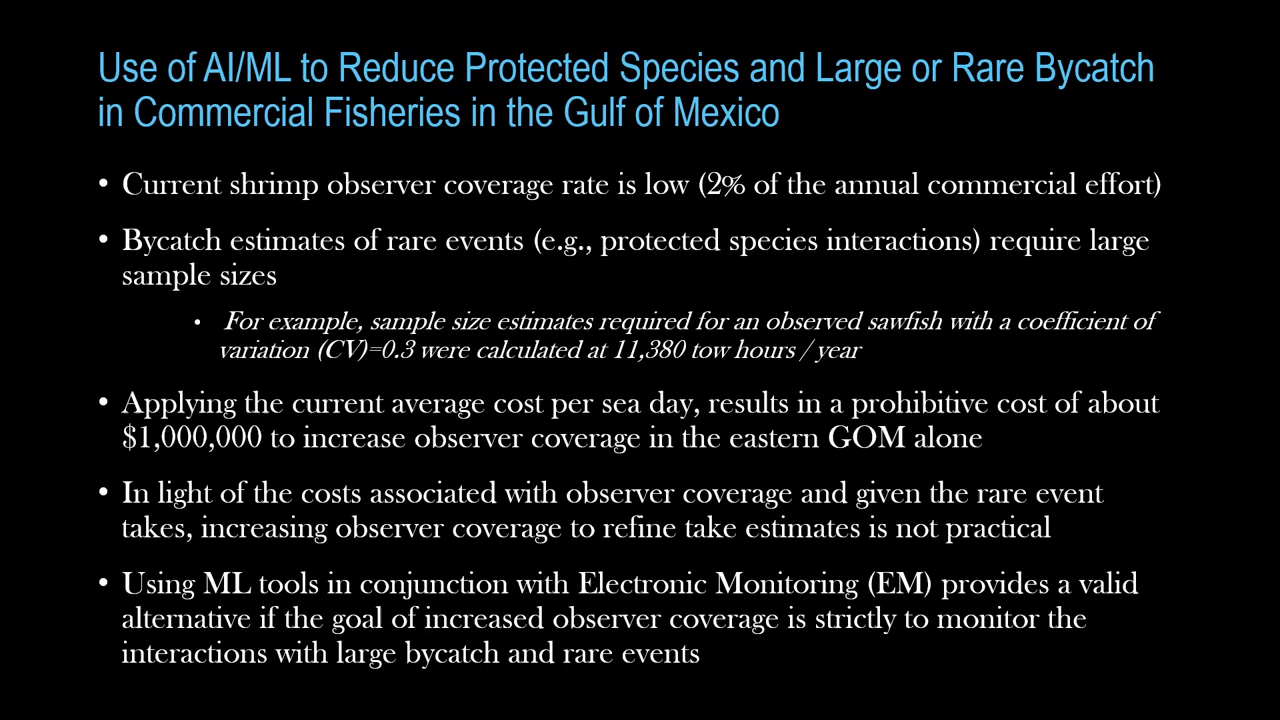 Use of AI/ML to Reduce Protected Species and Large or Rare Bycatch
in Commercial Fisheries in the Gulf of Mexico
• Current shrimp observer coverage rate is low (2% of the annual commercial effort)
• Bycatch estimates of rare events (e.g., protected species interactions) require large
sample sizes
• For example, sample size estimates required for an observed sawfish with a coefficient of
variation (CV)=0.3 were calculated at 11,380 tow hours / year
• Applying the current average cost per sea day, results in a prohibitive cost of about
$1,000,000 to increase observer coverage in the eastern GOM alone
• In light of the costs associated with observer coverage and given the rare event
takes, increasing observer coverage to refine take estimates is not practical
• Using ML tools in conjunction with Electronic Monitoring (EM) provides a valid
alternative if the goal of increased observer coverage is strictly to monitor the
interactions with large bycatch and rare events